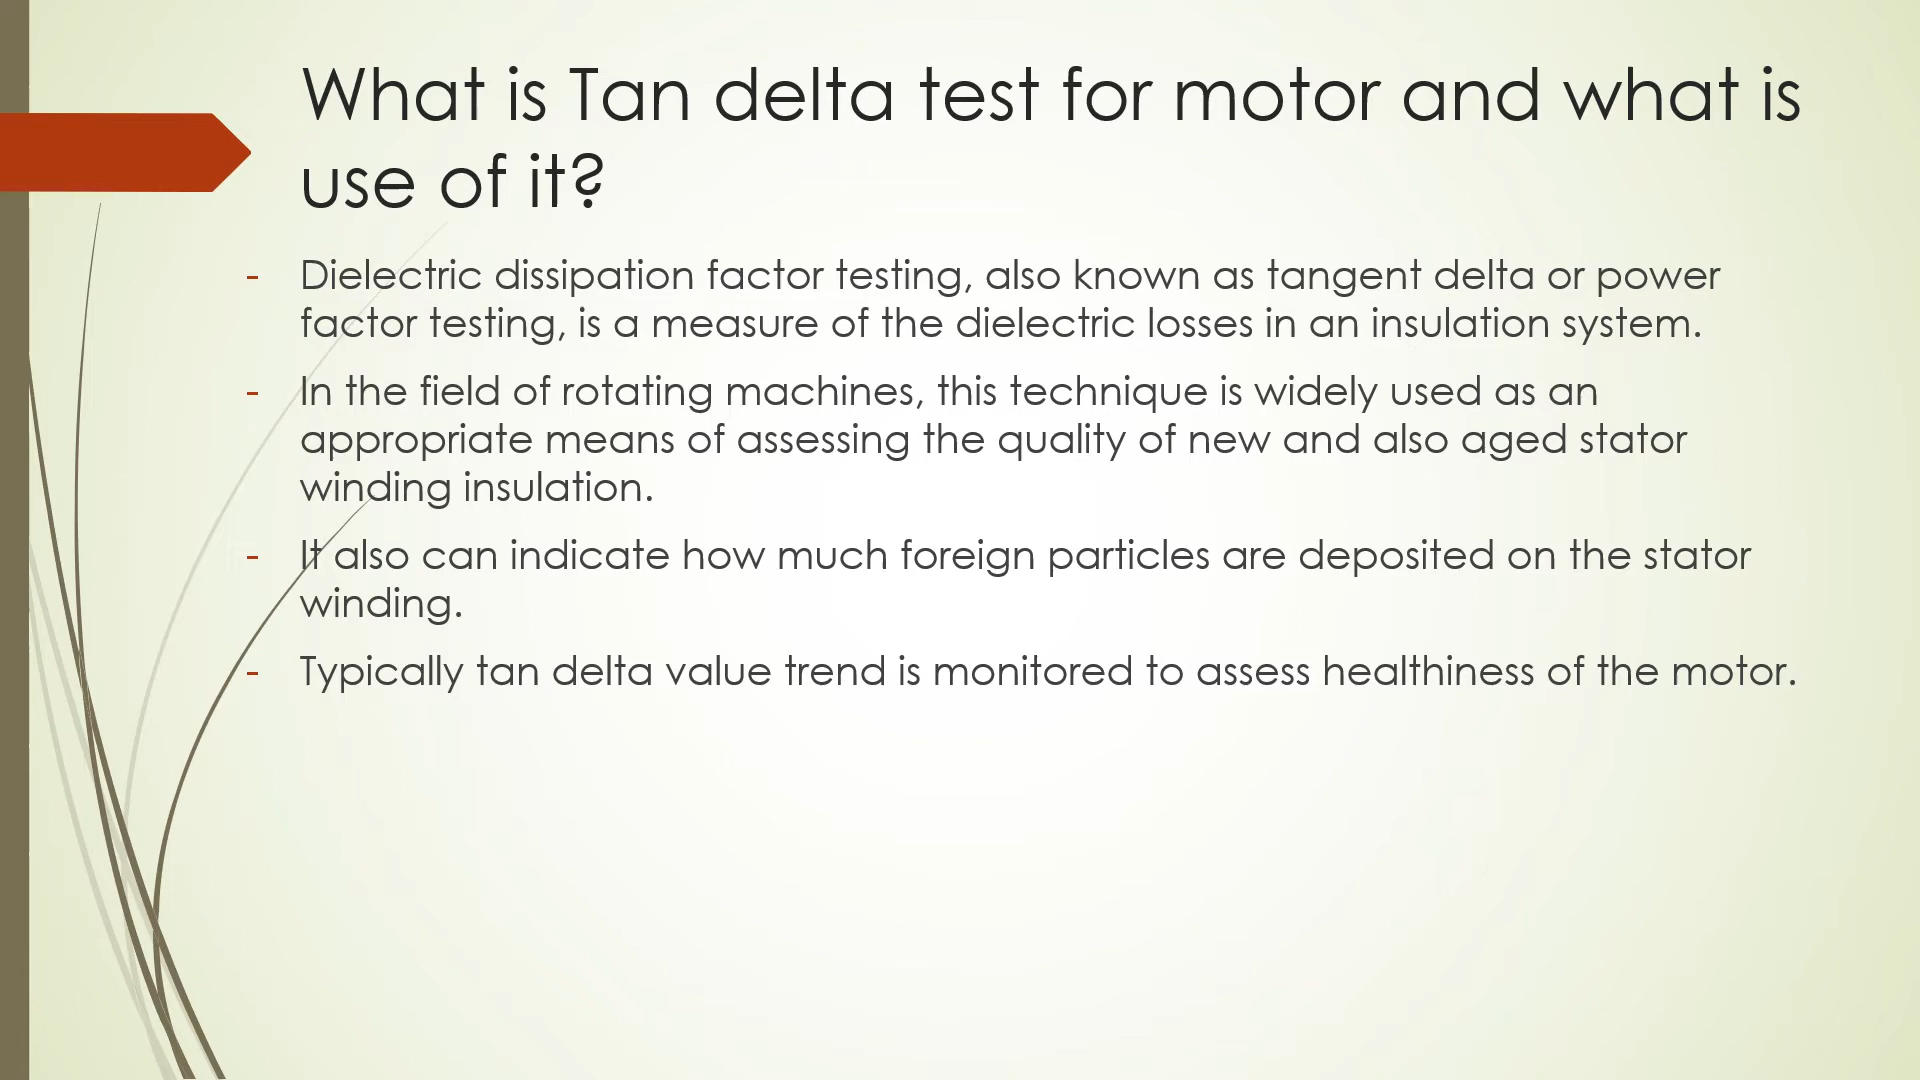 What is Tan delta test for motor and what is
use of it?
- Dielectric dissipation factor testing, also known as tangent delta or power
factor testing, is a measure of the dielectric losses in an insulation system.
- In the field of rotating machines, this technique is widely used as an
appropriate means of assessing the quality of new and also aged stator
winding insulation.
- It also can indicate how much foreign particles are deposited on the stator
winding.
- Typically tan delta value trend is monitored to assess healthiness of the motor.